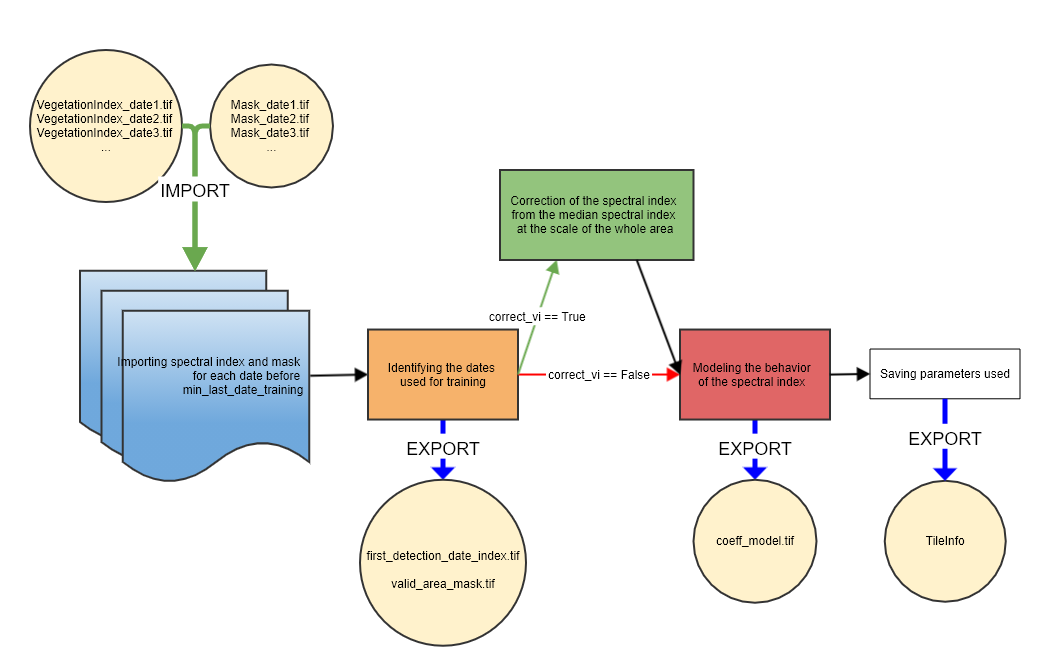 VegetationIndex_date1.tif
VegetationIndex_date2.tif
VegetationIndex_date3.tif
...
Mask_date1.tif
Mask_date2.tif
Mask_date3.tif
...
IMPORT
Importing spectral index and mask
for each date before
min_last_date_training
Identifying the dates
used for training
correct_vi == True
correct_vi == False
Correction of the spectral index
from the median spectral index
at the scale of the whole area
Modeling the behavior
of the spectral index
Saving parameters used
EXPORT
EXPORT
EXPORT
first_detection_date_index.tif
valid_area_mask.tif
coeff_model.tif
TileInfo